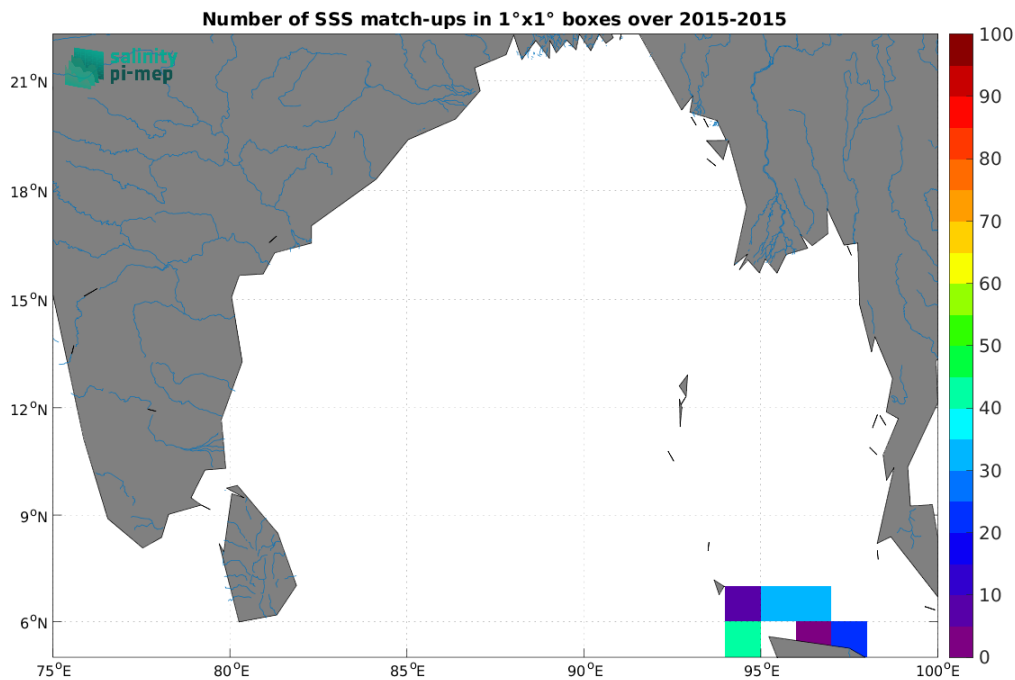 Number of SSS match-ups in 1°x1° boxes over 2015-2015
salinity
pi-mep
21°N
18°N
15°N
12°N
9°N
6°N
75°E 80°E 85°E 90°E 95°E 100°E
100
90
80
70
60
50
40
30
20
10
0